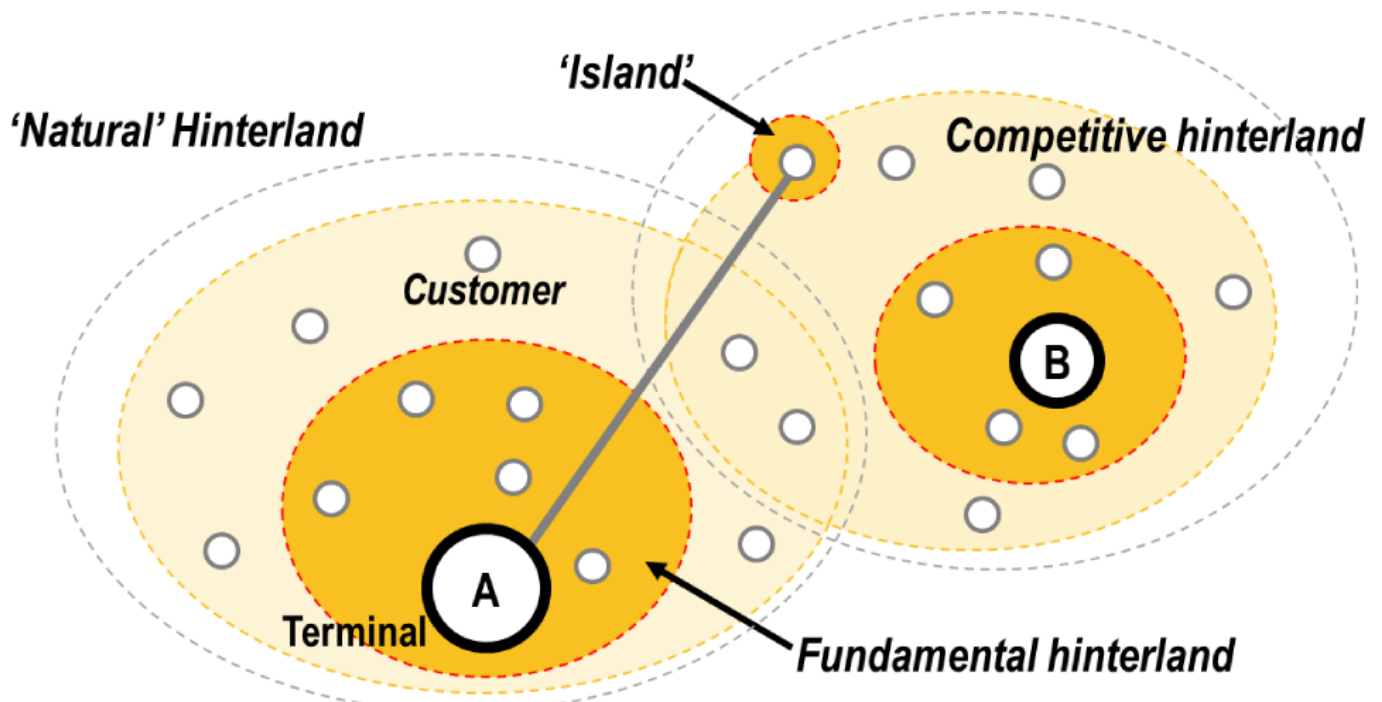 ‘Island’
‘Natural’ Hinterland
Competitive hinterland
Customer
B
A
Terminal
Fundamental hinterland